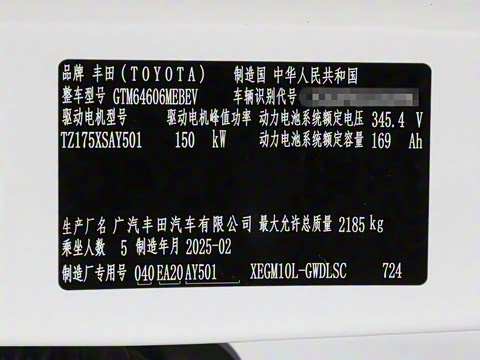 品牌 丰田(TOYOTA) 制造国 中华人民共和国
整车型号 GTM64606MEBEV 车辆识别代号
驱动电机型号 驱动电机峰值功率 动力电池系统额定电压 345.4 V
TZ175XSAY501 150 kW 动力电池系统额定容量 169 Ah
生产厂名 广汽丰田汽车有限公司 最大允许总质量 2185 kg
乘坐人数 5 制造年月 2025-02
制造厂专用号 040 EA20 AY501 XEGM10L-GWDLSC 724